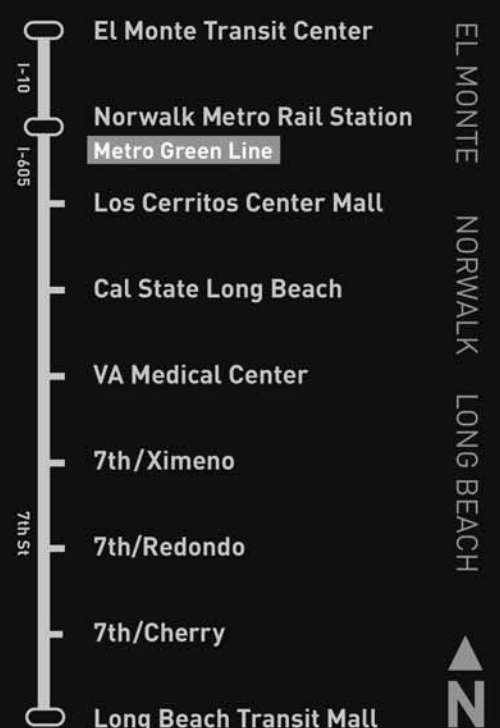 El Monte Transit Center
I-10
Norwalk Metro Rail Station
Metro Green Line
I-605
Los Cerritos Center Mall
Cal State Long Beach
VA Medical Center
7th/Ximeno
7th St
7th/Redondo
7th/Cherry
Long Beach Transit Mall
EL MONTE
NORWALK
LONG BEACH
N